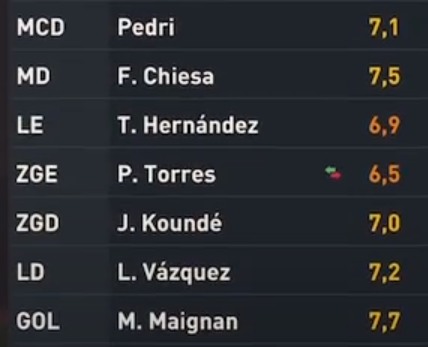 MCD Pedri 7,1
MD F. Chiesa 7,5
LE T. Hernández 6,9
ZGE P. Torres 6,5
ZGD J. Koundé 7,0
LD L. Vázquez 7,2
GOL M. Maignan 7,7